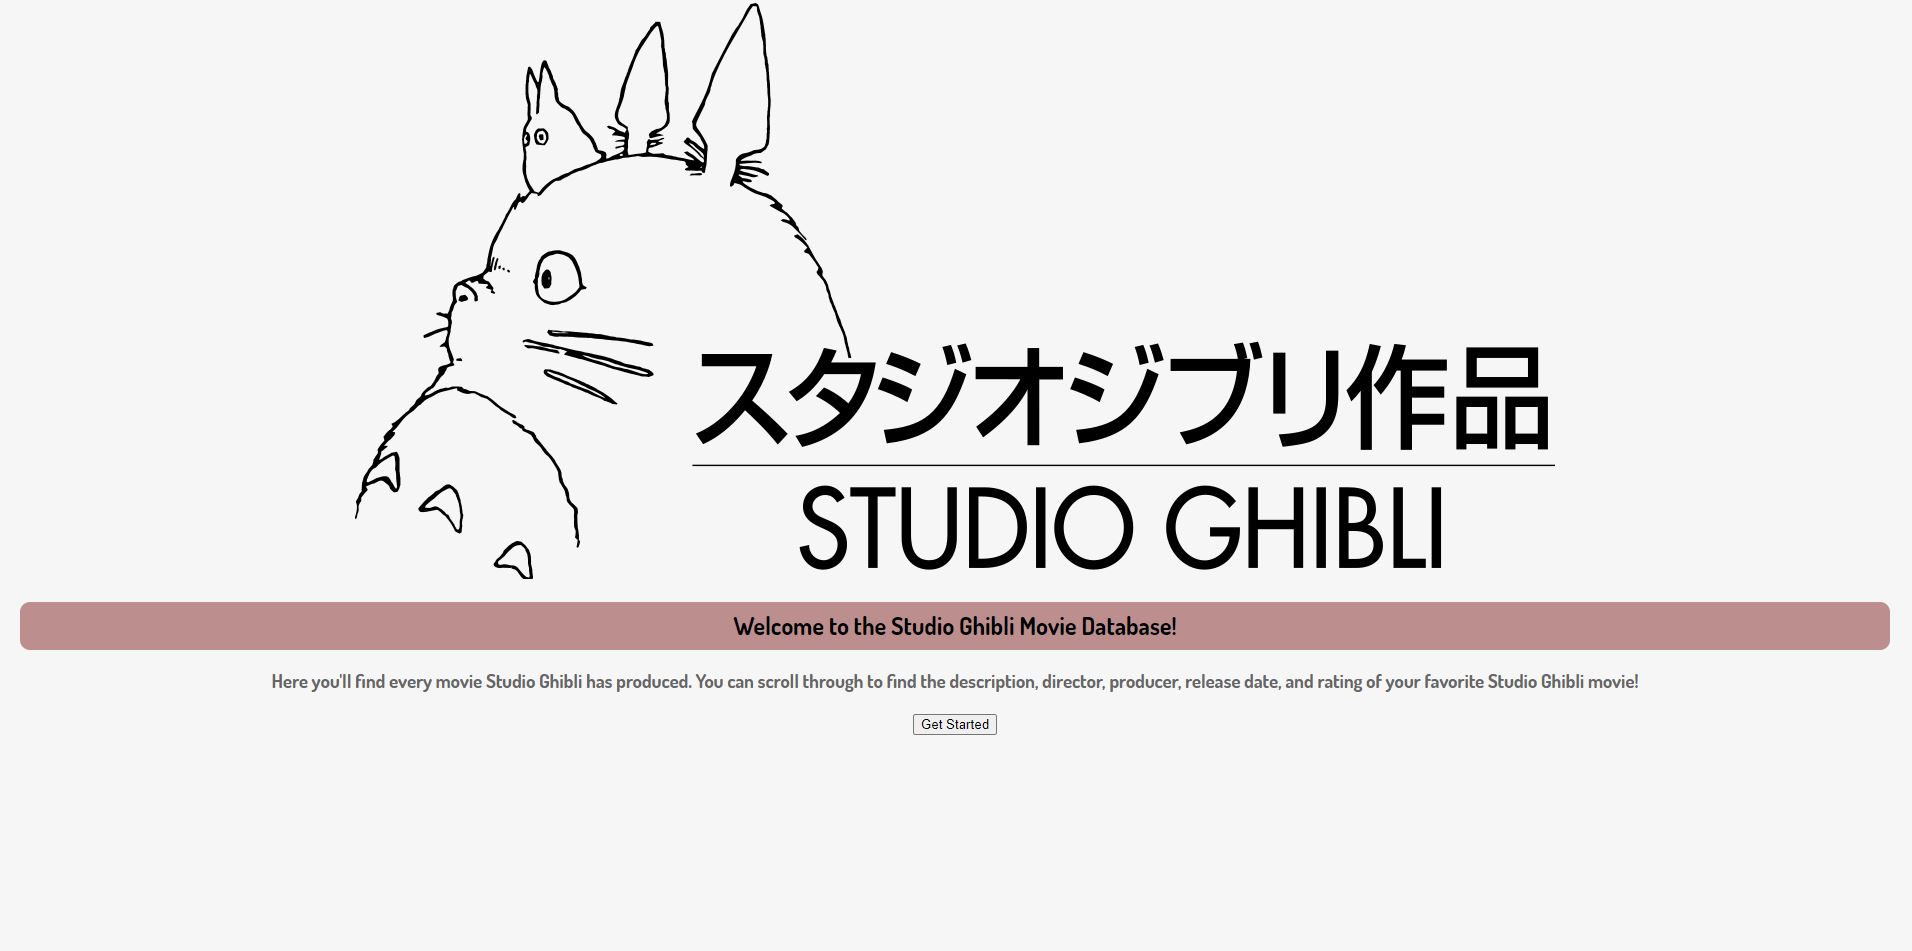 スタジオジブリ作品
STUDIO GHIBLI
Welcome to the Studio Ghibli Movie Database!
Here you'll find every movie Studio Ghibli has produced. You can scroll through to find the description, director, producer, release date, and rating of your favorite Studio Ghibli movie!
Get Started